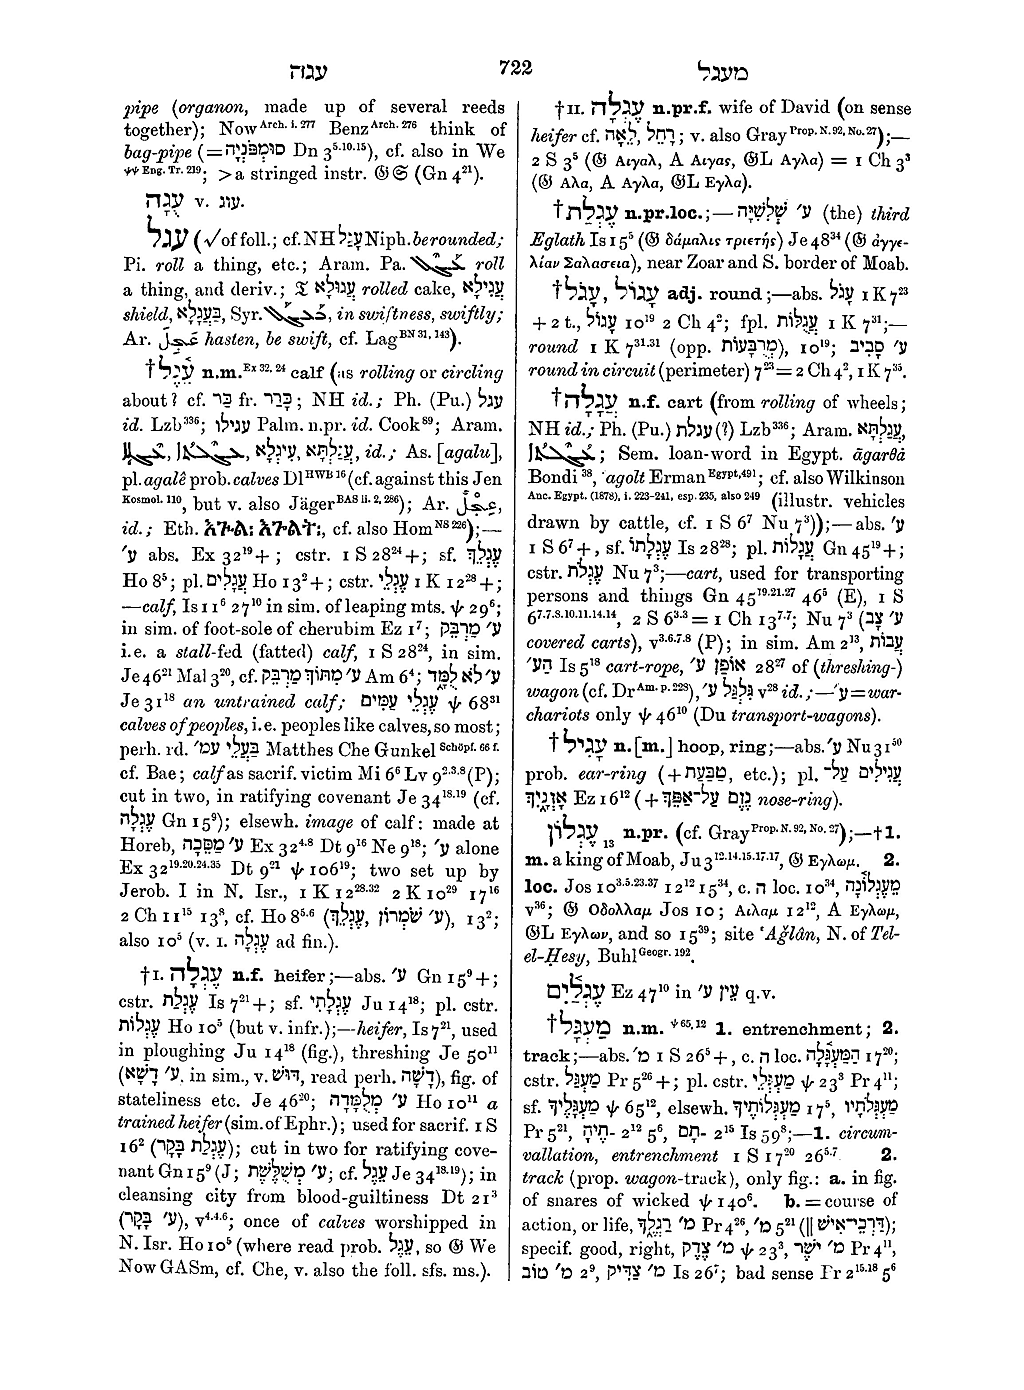 עגה
722
מעגל
pipe (organon, made up of several reeds
together); Now Arch. i. 277 Benz Arch. 276 think of
bag-pipe (=סוּמְפֹּנְיָה Dn 3 5.10.15), cf. also in We
ψψ Eng. Tr. 219; >a stringed instr. 𝔊 𝔖 (Gn 4 21).
עֻגָה v. עוג.
עגל (√of foll.; cf. NH עָגַל Niph. be rounded;
Pi. roll a thing, etc.; Aram. Pa. roll
a thing, and deriv.; 𝔗 עֲגוּלָא rolled cake, עֲגִילָא
shield, בַּעֲגָלָא, Syr. in swiftness, swiftly;
Ar. hasten, be swift, cf. Lag BN 31, 143).
†עֵ֫גֶל n.m. Ex 32, 24 calf (as rolling or circling
about? cf. כַּר fr. כָּרַר; NH id.; Ph. (Pu.) עגל
id. Lzb 336; עגילו Palm. n.pr. id. Cook 89; Aram.
עֵיגְלָא, עֲגַלְתָּא, id.; As. [agalu],
pl. agalê prob. calves Dl HWB 16 (cf. against this Jen
Kosmol. 110, but v. also Jäger BAS ii. 2, 286); Ar. عِجْلٌ,
id.; Eth. እጓል፡ እጓልት፡, cf. also Hom NS 226);—
ע׳ abs. Ex 32 19 +; cstr. 1 S 28 24 +; sf. עֶגְלֵךְ
Ho 8 5; pl. עֲגָלִים Ho 13 2 +; cstr. עֶגְלֵי 1 K 12 28 +;
—calf, Is 11 6 27 10 in sim. of leaping mts. ψ 29 6;
in sim. of foot-sole of cherubim Ez 1 7; ע׳ מַרְבֵּק
i.e. a stall-fed (fatted) calf, 1 S 28 24, in sim.
Je 46 21 Mal 3 20, cf. ע׳ מִתּוֹךְ מַרְבֵּק Am 6 4; ע׳ לֹא לֻמָּד
Je 31 18 an untrained calf; עֶגְלֵי עַמִּים ψ 68 31
calves of peoples, i.e. peoples like calves, so most;
perh. rd. בַּעֲלֵי עמ׳ Matthes Che Gunkel Schöpf. 66 f.
cf. Bae; calf as sacrif. victim Mi 6 6 Lv 9 2.3.8 (P);
cut in two, in ratifying covenant Je 34 18.19 (cf.
עֶגְלָה Gn 15 9); elsewh. image of calf: made at
Horeb, ע׳ מַסֵּכָה Ex 32 4.8 Dt 9 16 Ne 9 18; ע׳ alone
Ex 32 19.20.24.35 Dt 9 21 ψ 106 19; two set up by
Jerob. I in N. Isr., 1 K 12 28.32 2 K 10 29 17 16
2 Ch 11 15 13 8, cf. Ho 8 5.6 (עֶגְלֵךְ, ע׳ שֹׁמְרוֹן), 13 2;
also 10 5 (v. I. עֶגְלָה ad fin.).
†I. עֶגְלָה n.f. heifer;—abs. ע׳ Gn 15 9 +;
cstr. עֶגְלַת Is 7 21 +; sf. עֶגְלָתִי Ju 14 18; pl. cstr.
עֶגְלוֹת Ho 10 5 (but v. infr.);—heifer, Is 7 21, used
in ploughing Ju 14 18 (fig.), threshing Je 50 11
(ע׳ דָּשָׁא in sim., v. דּוּשׁ, read perh. דָּשָׁה), fig. of
stateliness etc. Je 46 20; ע׳ מְלֻמָּדָה Ho 10 11 a
trained heifer (sim. of Ephr.); used for sacrif. 1 S
16 2 (עֶגְלַת בָּקָר); cut in two for ratifying cove-
nant Gn 15 9 (J; ע׳ מְשֻׁלֶּשֶׁת; cf. עֵגֶל Je 34 18.19); in
cleansing city from blood-guiltiness Dt 21 3
(ע׳ בָּקָר), v 4.4.6; once of calves worshipped in
N. Isr. Ho 10 5 (where read prob. עֵגֶל, so 𝔊 We
Now GASm, cf. Che, v. also the foll. sfs. ms.).
†II. עֶגְלָה n.pr.f. wife of David (on sense
heifer cf. רָחֵל, לֵאָה; v. also Gray Prop. N. 92, No. 27);—
2 S 3 5 (𝔊 Αιγαλ, A Αιγας, 𝔊L Αγλα) = 1 Ch 3 3
(𝔊 Αλα, A Αγλα, 𝔊L Εγλα).
†עֶגְלַת n.pr.loc.;—ע׳ שְׁלִשִׁיָּה (the) third
Eglath Is 15 5 (𝔊 δάμαλις τριετής) Je 48 34 (𝔊 ἀγγε-
λίαν Σαλασεια), near Zoar and S. border of Moab.
†עָגוֹל, עָגֹל adj. round;—abs. עָגֹל 1 K 7 23
+ 2 t., עָגוֹל 10 19 2 Ch 4 2; fpl. עֲגֻלּוֹת 1 K 7 31;—
round 1 K 7 31.31 (opp. מְרֻבָּעוֹת), 10 19; ע׳ סָבִיב
round in circuit (perimeter) 7 23 = 2 Ch 4 2, 1 K 7 35.
†עֲגָלָה n.f. cart (from rolling of wheels;
NH id.; Ph. (Pu.) עגלת (?) Lzb 336; Aram. עֲגַלְתָּא,
; Sem. loan-word in Egypt. āgarθà
Bondi 38, ʿagolt Erman Egypt, 491; cf. also Wilkinson
Anc. Egypt. (1878), i. 223-241, esp. 235, also 249 (illustr. vehicles
drawn by cattle, cf. 1 S 6 7 Nu 7 3));—abs. ע׳
1 S 6 7 +, sf. עֶגְלָתוֹ Is 28 28; pl. עֲגָלוֹת Gn 45 19 +;
cstr. עֶגְלֹת Nu 7 3;—cart, used for transporting
persons and things Gn 45 19.21.27 46 5 (E), 1 S
6 7.7.8.10.11.14.14, 2 S 6 3.3 = 1 Ch 13 7.7; Nu 7 3 (ע׳ צָב
covered carts), v 3.6.7.8 (P); in sim. Am 2 13, עֲבוֹת
הָע׳ Is 5 18 cart-rope, אוֹפַן ע׳ 28 27 of (threshing-)
wagon (cf. Dr Am. p. 228), גִּלְגַּל ע׳ v 28 id.;—ע׳=war-
chariots only ψ 46 10 (Du transport-wagons).
†עָגִיל n.[m.] hoop, ring;—abs. ע׳ Nu 31 50
prob. ear-ring (+טַבַּעַת, etc.); pl. עֲגִילִים עַל־
אָזְנָיִךְ Ez 16 12 (+נֶזֶם עַל־אַפֵּךְ nose-ring).
עֶגְלוֹן 13 n.pr. (cf. Gray Prop. N. 92, No. 27);—†1.
m. a king of Moab, Ju 3 12.14.15.17.17, 𝔊 Εγλωμ. 2.
loc. Jos 10 3.5.23.37 12 12 15 34, c. ה loc. 10 34, מֵעֶגְלוֹנָה,
v 36; 𝔊 Οδολλαμ Jos 10; Αιλαμ 12 12, A Εγλωμ,
𝔊L Εγλων, and so 15 39; site ʿAğlân, N. of Tel-
el-Ḥesy, Buhl Geogr. 192.
עֶגְלַ֫יִם Ez 47 10 in עֵין ע׳ q.v.
†מַעְגָּל n.m. ψ 65, 12 1. entrenchment; 2.
track;—abs. מ׳ 1 S 26 5 +, c. ה loc. הַמַּעְגָּלָה 17 20;
cstr. מַעְגַּל Pr 5 26 +; pl. cstr. מַעְגְּלֵי ψ 23 3 Pr 4 11;
sf. מַעְגָּלֶיךָ ψ 65 12, elsewh. מַעְגְּלוֹתֶיךָ 17 5, מַעְגְּלֹתָיו
Pr 5 21, תֶיהָ- 2 12 5 6, תָם- 2 15 Is 59 8;—1. circum-
vallation, entrenchment 1 S 17 20 26 5.7 2.
track (prop. wagon-track), only fig.: a. in fig.
of snares of wicked ψ 140 6. b. = course of
action, or life, מ׳ רַגְלֶךָ Pr 4 26, מ׳ 5 21 (‖ דַּרְכֵי־אִישׁ);
specif. good, right, מ׳ צֶדֶק ψ 23 3, מ׳ יֹשֶׁר Pr 4 11,
מ׳ טוֹב 2 9, מ׳ צַדִּיק Is 26 7; bad sense Pr 2 15.18 5 6